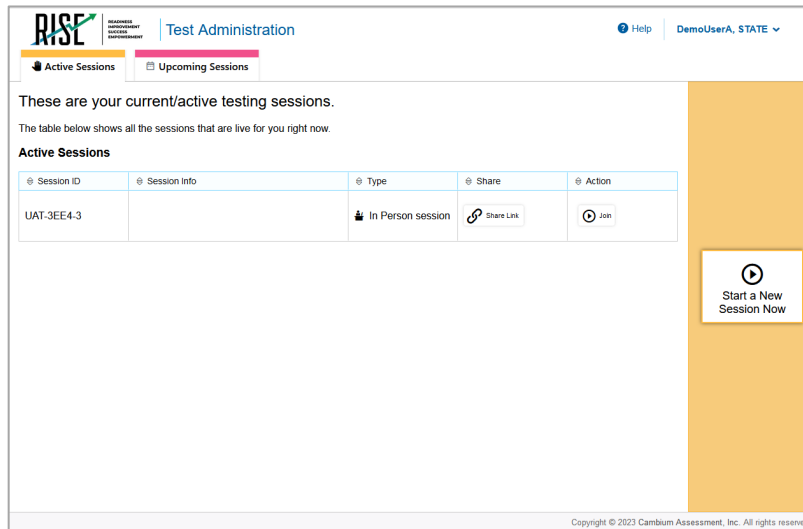 RISE
READINESS
IMPROVEMENT
SUCCESS
EMPOWERMENT
Test Administration
Help
DemoUserA, STATE
Active Sessions
Upcoming Sessions
These are your current/active testing sessions.
The table below shows all the sessions that are live for you right now.
Active Sessions
Session ID Session Info Type Share Action
UAT-3EE4-3 In Person session Share Link Join
Start a New
Session Now
Copyright © 2023 Cambium Assessment, Inc. All rights reserve